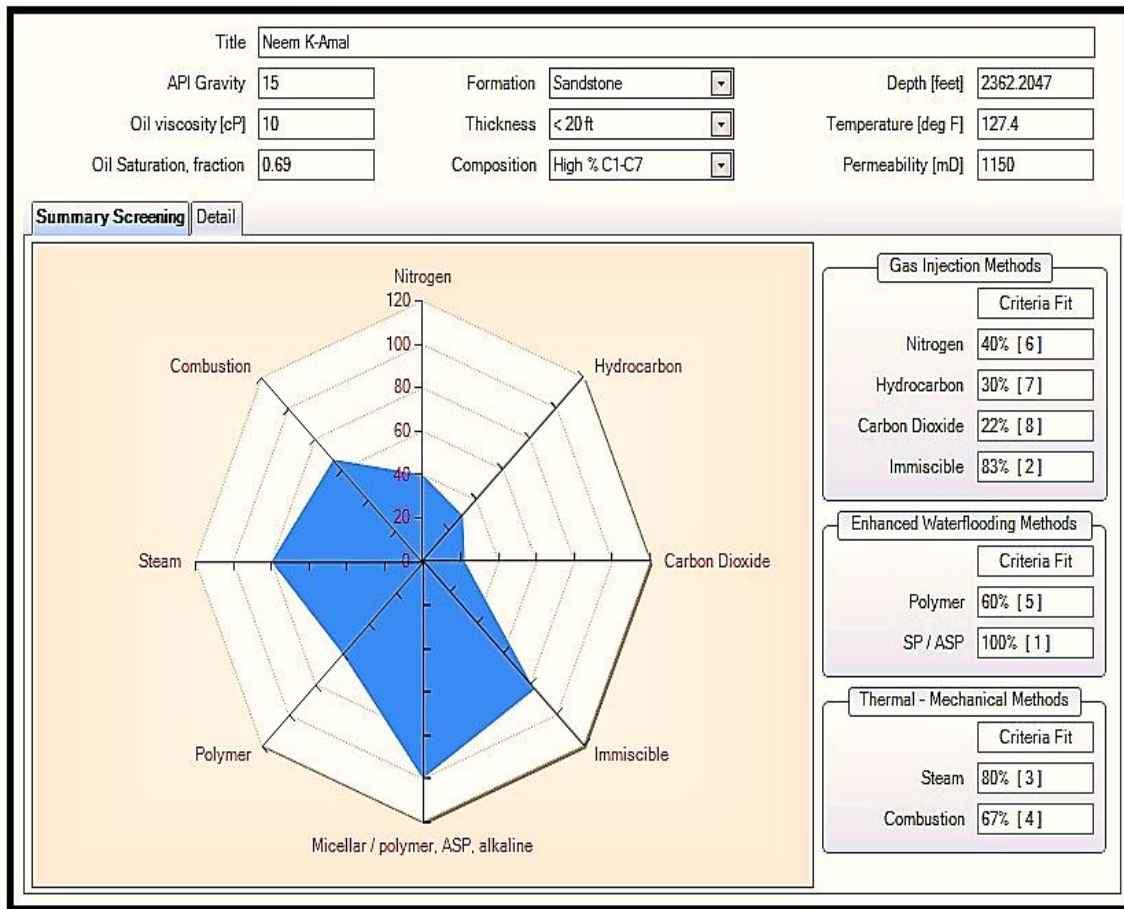 Title Neem K-Amal
API Gravity 15 Formation Sandstone Depth [feet] 2362.2047
Oil viscosity [cP] 10 Thickness < 20 ft Temperature [deg F] 127.4
Oil Saturation, fraction 0.69 Composition High % C1-C7 Permeability [mD] 1150
Summary Screening Detail
Nitrogen
120
100
80
60
40
20
0
Combustion
Hydrocarbon
Steam
Carbon Dioxide
Polymer
Immiscible
Micellar / polymer, ASP, alkaline
Gas Injection Methods
Criteria Fit
Nitrogen 40% [ 6 ]
Hydrocarbon 30% [ 7 ]
Carbon Dioxide 22% [ 8 ]
Immiscible 83% [ 2 ]
Enhanced Waterflooding Methods
Criteria Fit
Polymer 60% [ 5 ]
SP / ASP 100% [ 1 ]
Thermal - Mechanical Methods
Criteria Fit
Steam 80% [ 3 ]
Combustion 67% [ 4 ]